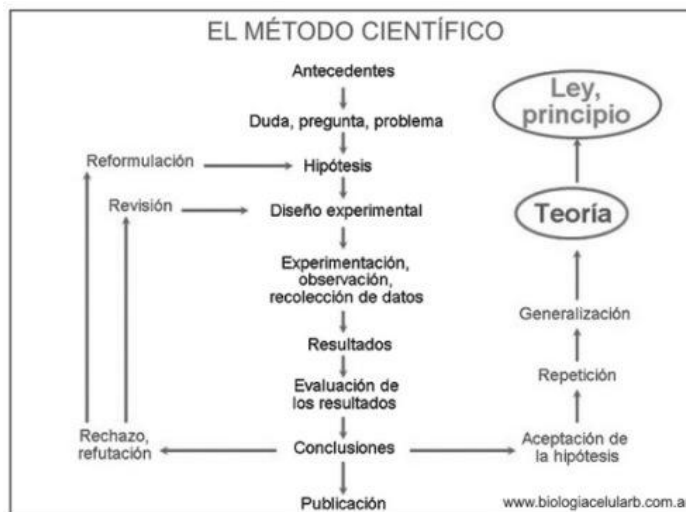 EL MÉTODO CIENTÍFICO
Antecedentes
Duda, pregunta, problema
Hipótesis
Diseño experimental
Experimentación,
observación,
recolección de datos
Resultados
Evaluación de
los resultados
Conclusiones
Publicación
Reformulación
Revisión
Rechazo,
refutación
Ley,
principio
Teoría
Generalización
Repetición
Aceptación de
la hipótesis
www.biologiacelularb.com.ar